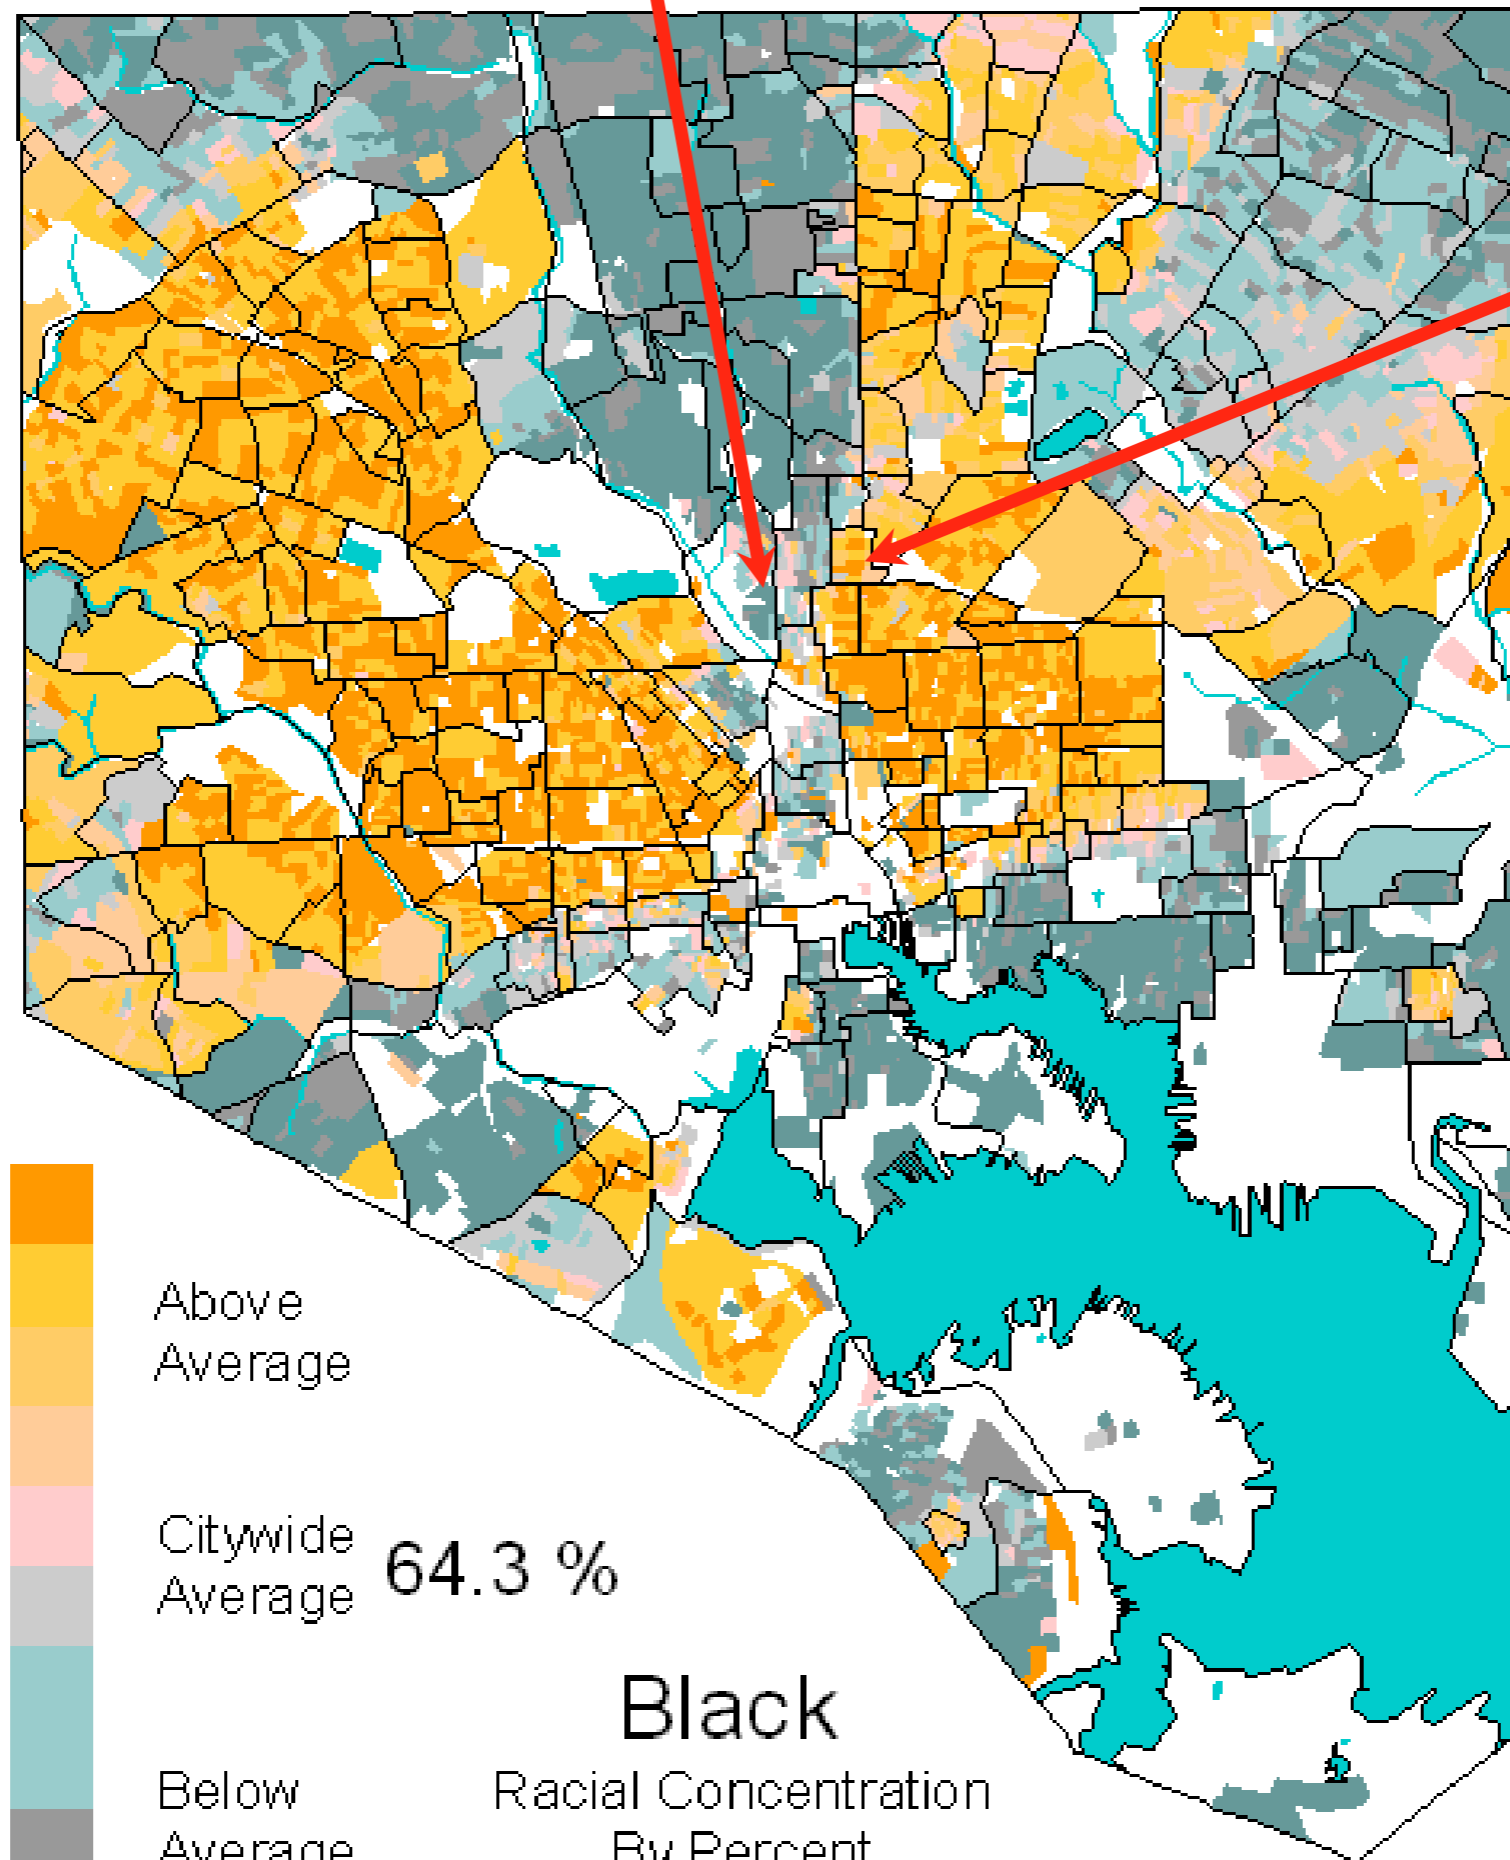 Above
Average
Citywide
Average
64.3 %
Black
Below
Racial Concentration
Average
By Percent